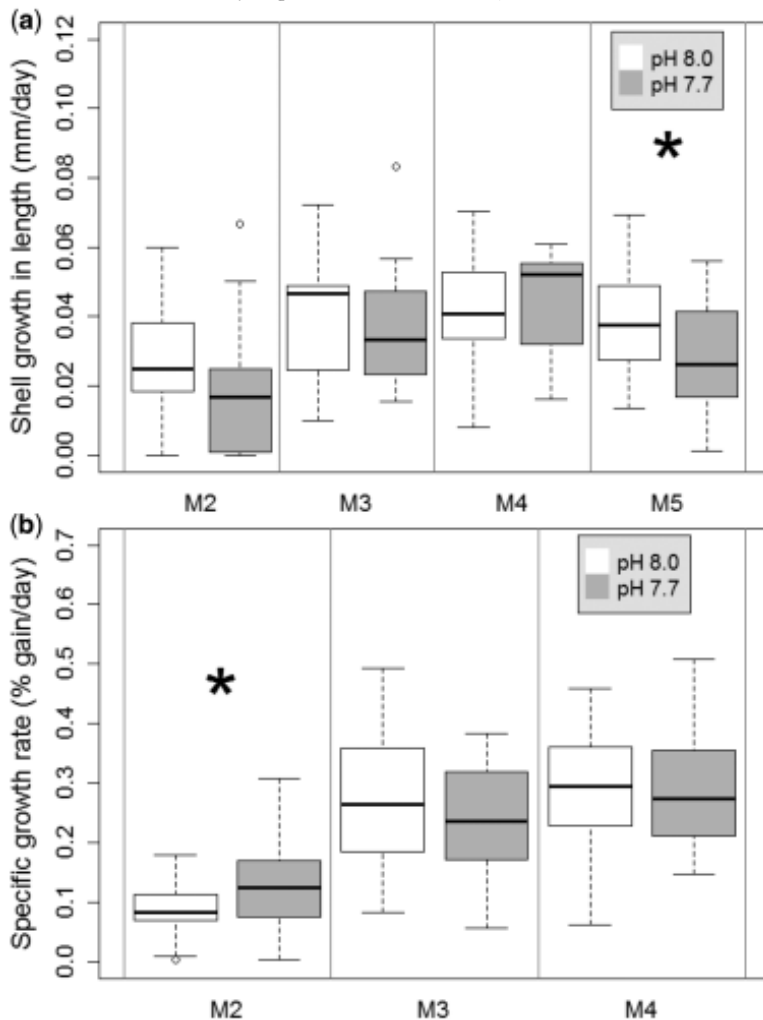 (a)
Shell growth in length (mm/day)
0.12
0.10
0.08
0.06
0.04
0.02
0.00
pH 8.0
pH 7.7
*
M2 M3 M4 M5
(b)
Specific growth rate (% gain/day)
0.7
0.6
0.5
0.4
0.3
0.2
0.1
0.0
pH 8.0
pH 7.7
*
M2 M3 M4